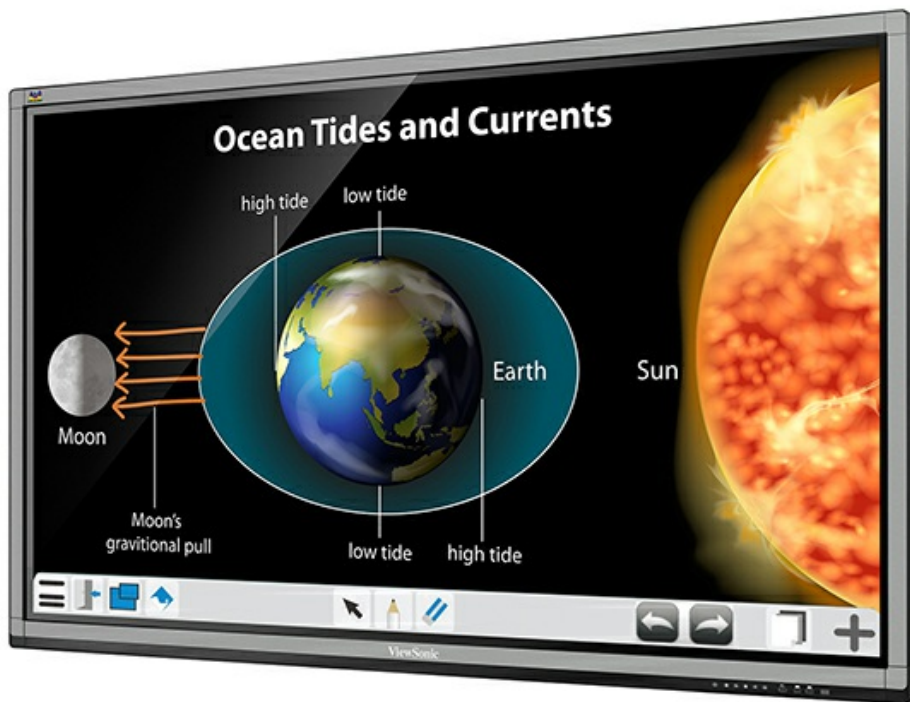 Ocean Tides and Currents
high tide
low tide
Earth
Sun
Moon
Moon's
gravitional pull
low tide
high tide
ViewSonic